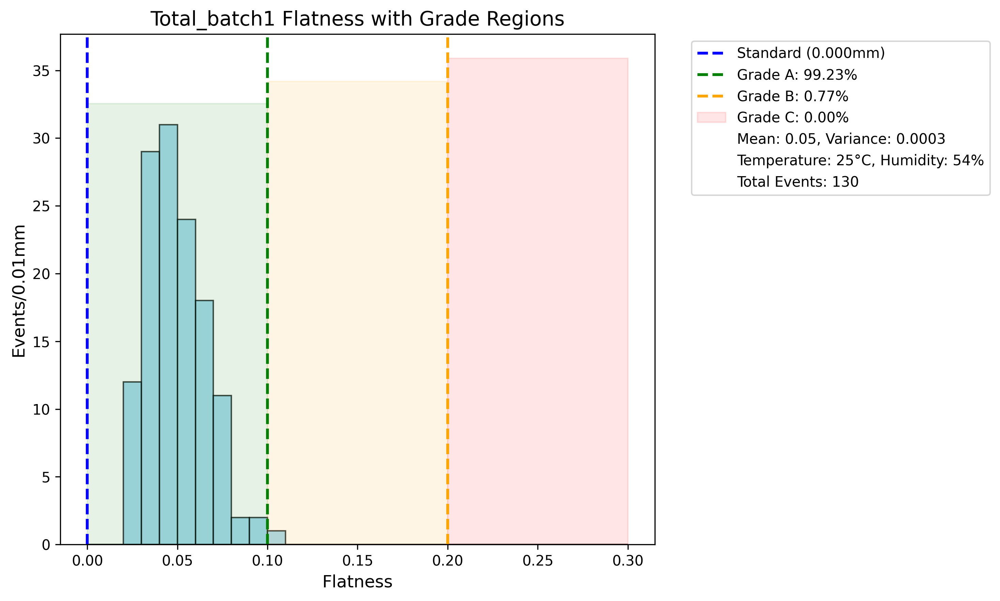 Total_batch1 Flatness with Grade Regions
Events/0.01mm
35
30
25
20
15
10
5
0
0.00 0.05 0.10 0.15 0.20 0.25 0.30
Flatness
Standard (0.000mm)
Grade A: 99.23%
Grade B: 0.77%
Grade C: 0.00%
Mean: 0.05, Variance: 0.0003
Temperature: 25°C, Humidity: 54%
Total Events: 130